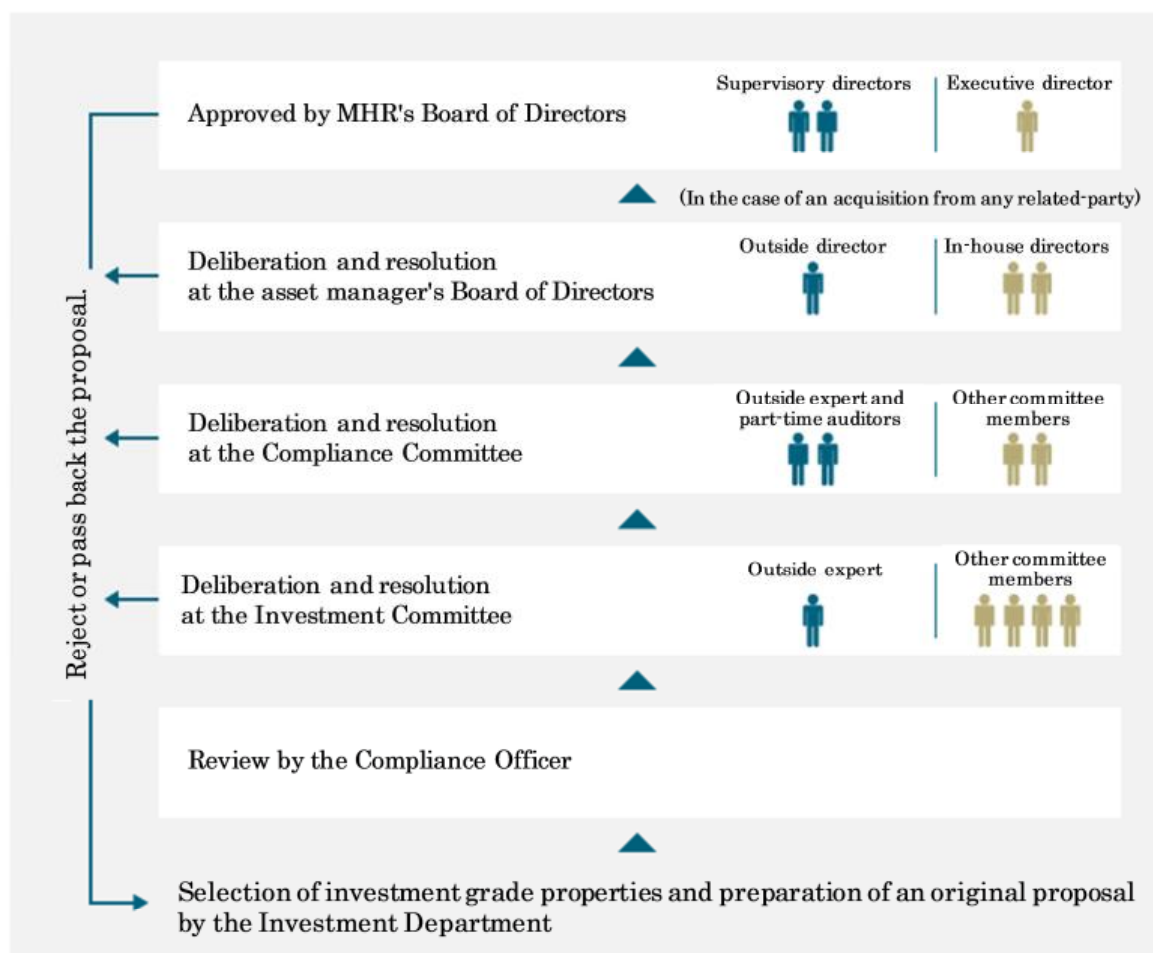 Supervisory directors
Executive director
Approved by MHR's Board of Directors
(In the case of an acquisition from any related-party)
Outside director
In-house directors
Deliberation and resolution
at the asset manager's Board of Directors
Reject or pass back the proposal.
Outside expert and
part-time auditors
Other committee
members
Deliberation and resolution
at the Compliance Committee
Outside expert
Other committee
members
Deliberation and resolution
at the Investment Committee
Review by the Compliance Officer
Selection of investment grade properties and preparation of an original proposal
by the Investment Department